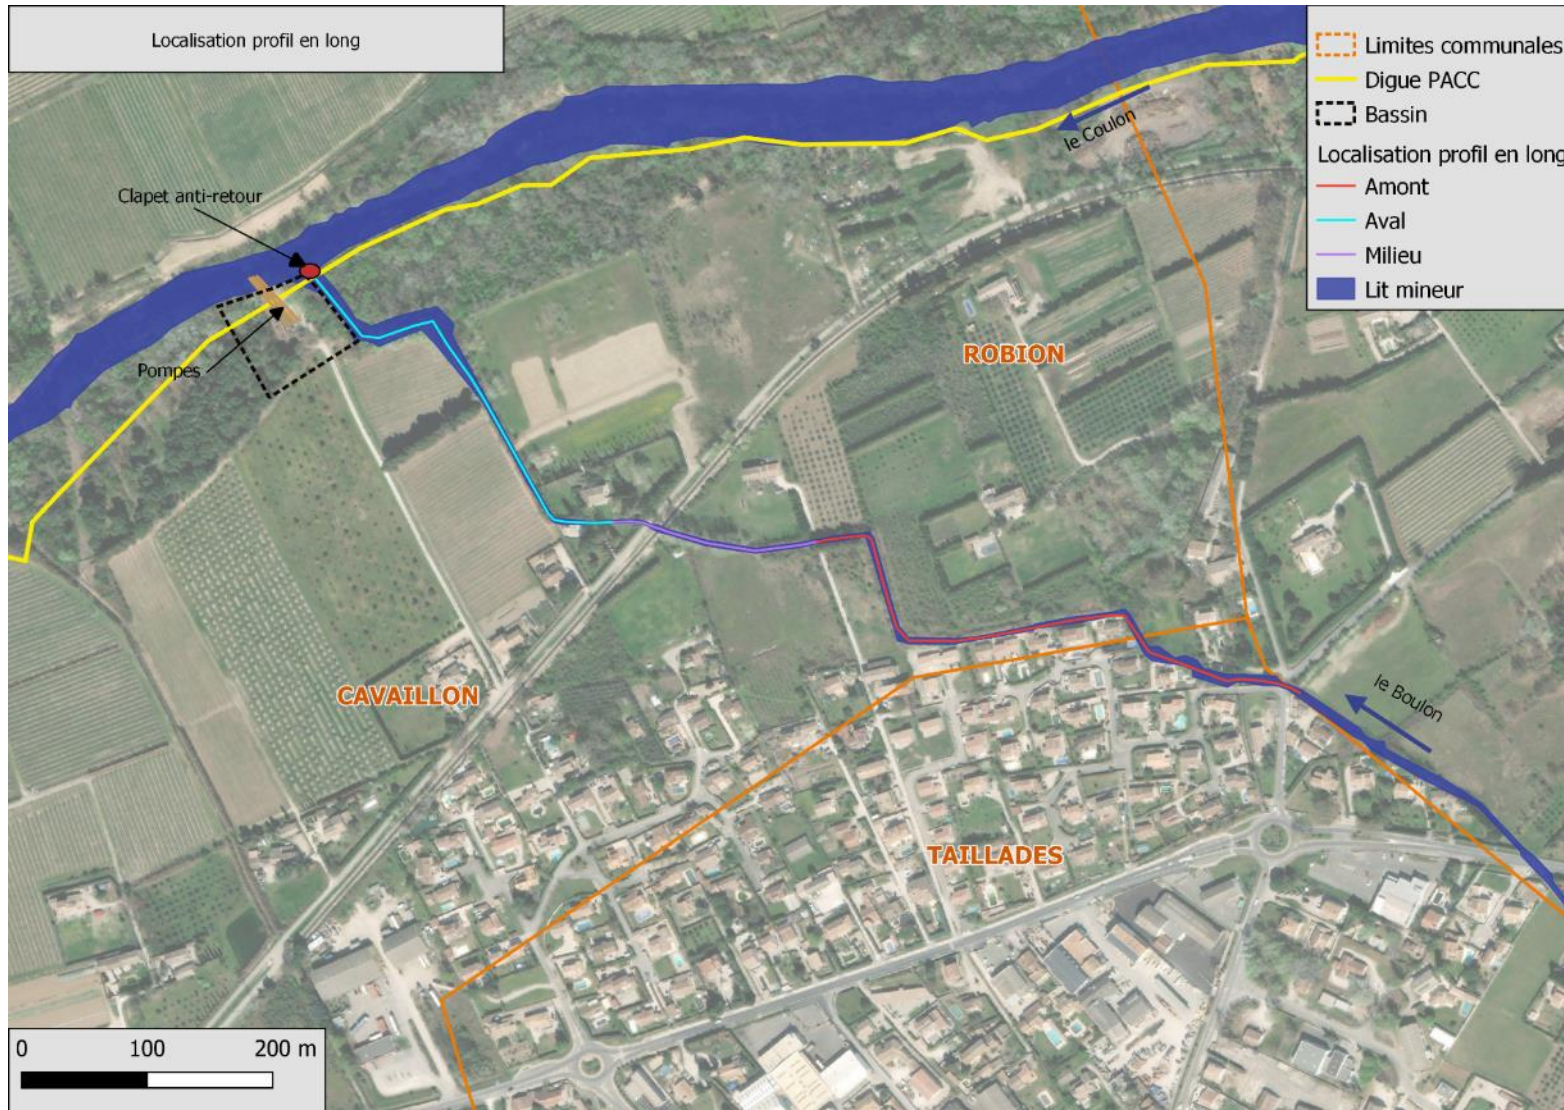 Localisation profil en long
Limites communales
Digue PACC
Bassin
Localisation profil en long
Amont
Aval
Milieu
Lit mineur
le Coulon
Clapet anti-retour
Pompes
ROBION
CAVAILLON
le Boulon
TAILLADES
0 100 200 m